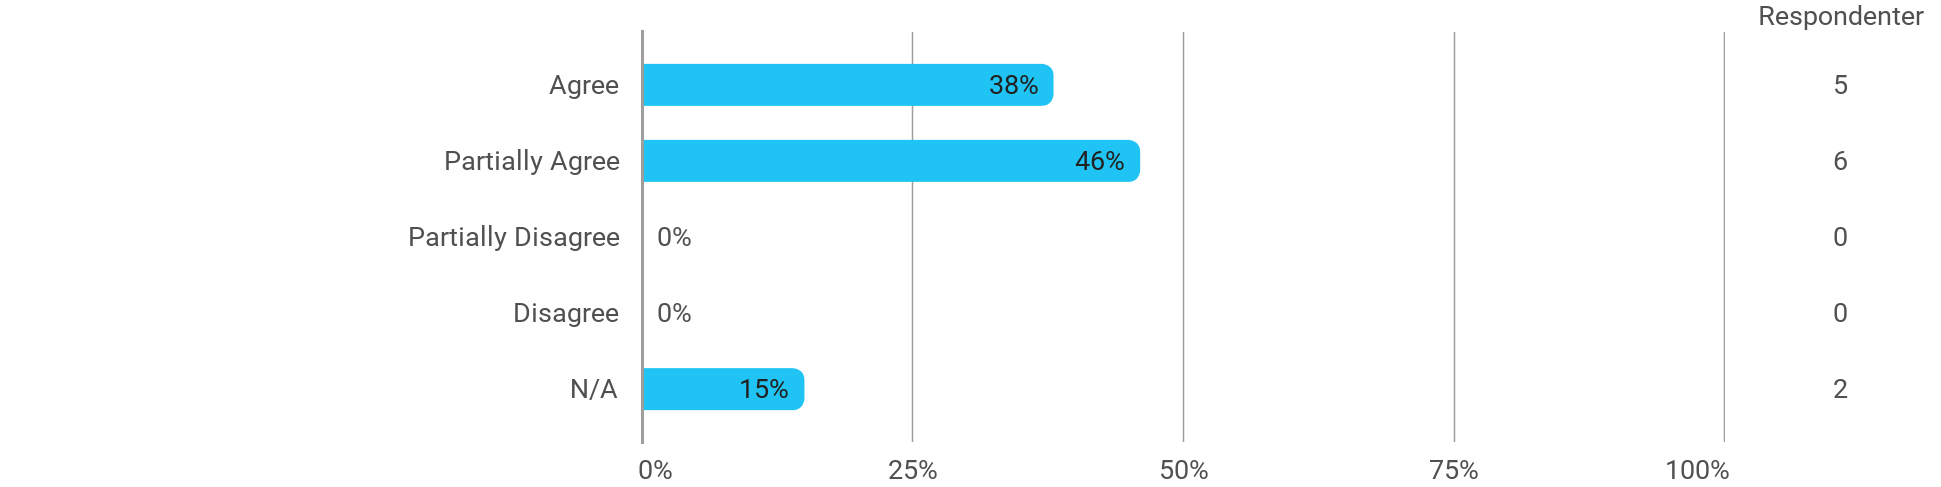 Respondenter
Agree 38% 5
Partially Agree 46% 6
Partially Disagree 0% 0
Disagree 0% 0
N/A 15% 2
0% 25% 50% 75% 100%